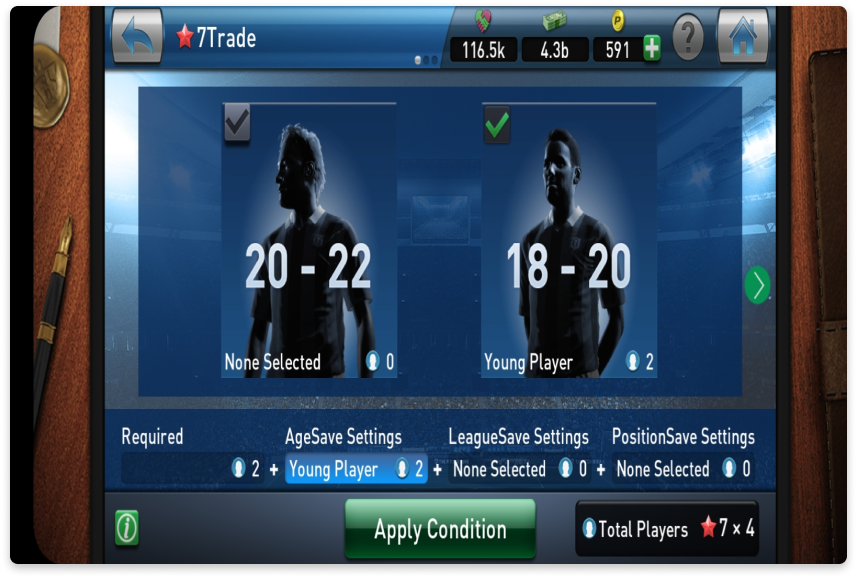 7Trade
116.5k
4.3b
P
591
?
20 - 22
18 - 20
None Selected 0
Young Player 2
Required
AgeSave Settings
LeagueSave Settings
PositionSave Settings
2 + Young Player 2 + None Selected 0 + None Selected 0
i
Apply Condition
Total Players 7 × 4